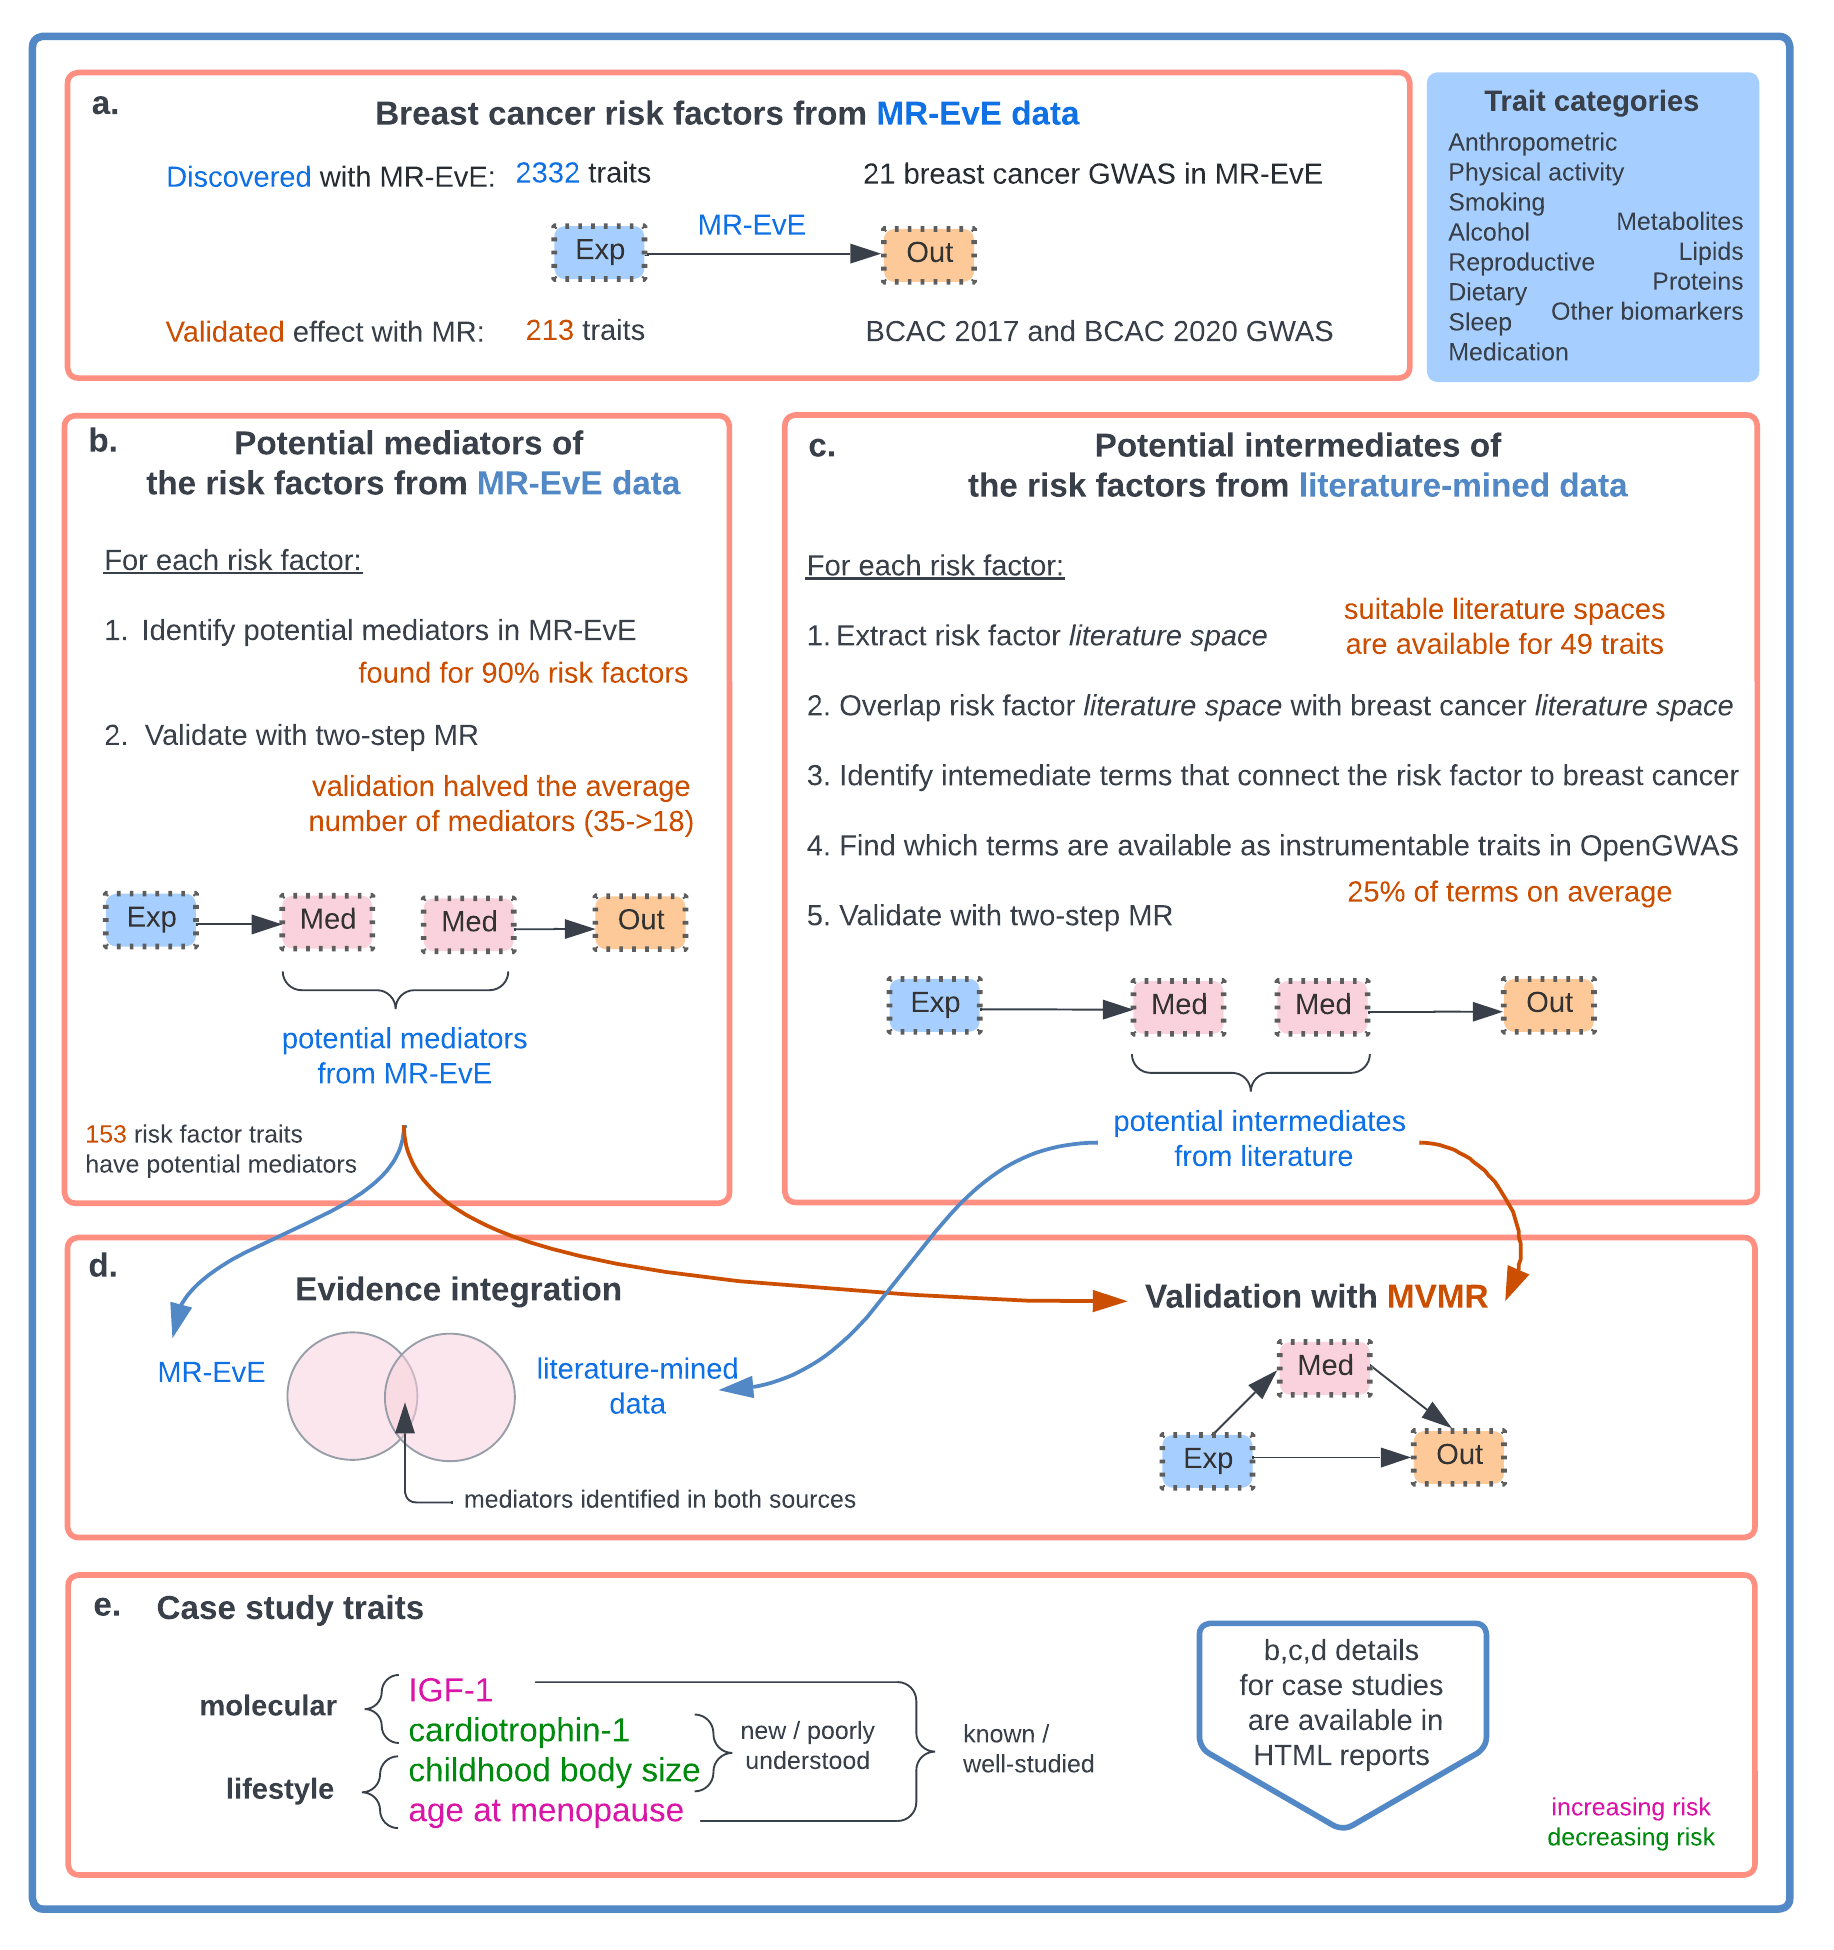 a.
Breast cancer risk factors from MR-EvE data
Discovered with MR-EvE: 2332 traits
21 breast cancer GWAS in MR-EvE
Exp
MR-EvE
Out
Validated effect with MR: 213 traits
BCAC 2017 and BCAC 2020 GWAS
Trait categories
Anthropometric
Physical activity
Smoking
Alcohol
Reproductive
Dietary
Sleep
Medication
Metabolites
Lipids
Proteins
Other biomarkers
b.
Potential mediators of
the risk factors from MR-EvE data
For each risk factor:
1. Identify potential mediators in MR-EvE
found for 90% risk factors
2. Validate with two-step MR
validation halved the average
number of mediators (35->18)
Exp
Med
Med
Out
potential mediators
from MR-EvE
153 risk factor traits
have potential mediators
c.
Potential intermediates of
the risk factors from literature-mined data
For each risk factor:
1. Extract risk factor literature space
suitable literature spaces
are available for 49 traits
2. Overlap risk factor literature space with breast cancer literature space
3. Identify intemediate terms that connect the risk factor to breast cancer
4. Find which terms are available as instrumentable traits in OpenGWAS
25% of terms on average
5. Validate with two-step MR
Exp
Med
Med
Out
potential intermediates
from literature
d.
Evidence integration
MR-EvE
literature-mined
data
mediators identified in both sources
Validation with MVMR
Med
Exp
Out
e.
Case study traits
molecular
lifestyle
IGF-1
cardiotrophin-1
childhood body size
age at menopause
new / poorly
understood
known /
well-studied
b,c,d details
for case studies
are available in
HTML reports
increasing risk
decreasing risk